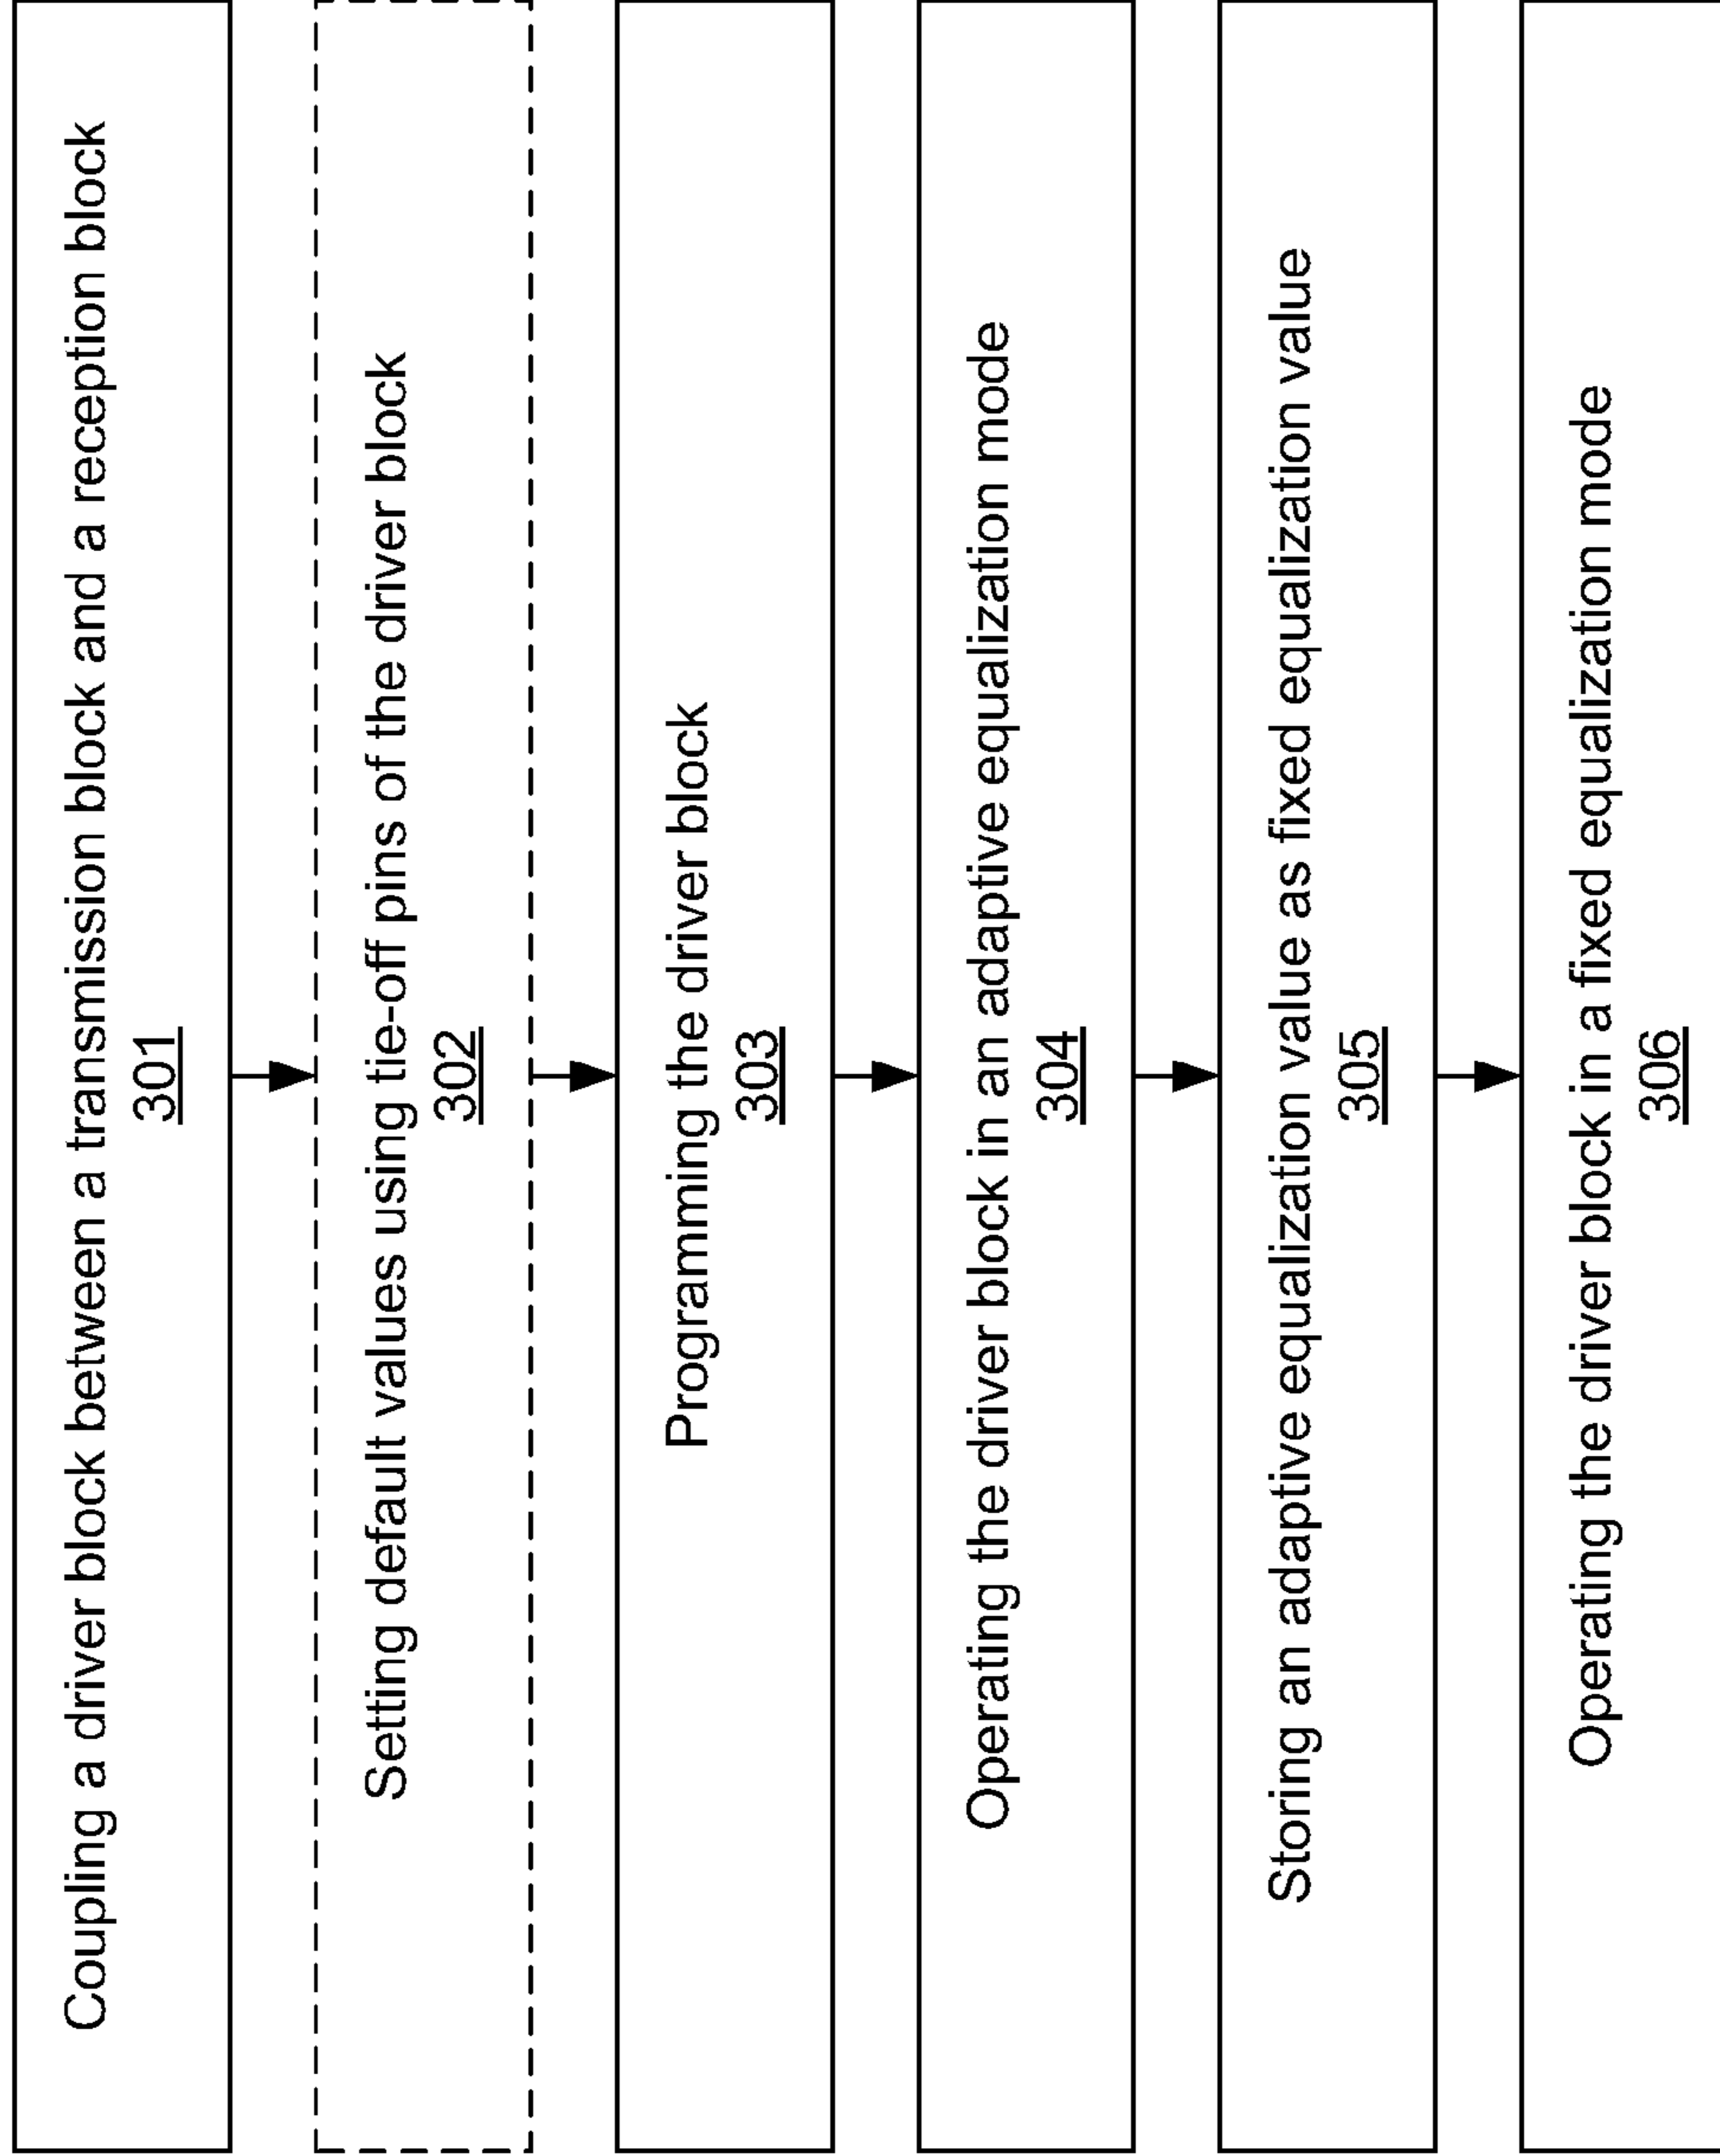 Coupling a driver block between a transmission block and a reception block
301
Setting default values using tie-off pins of the driver block
302
Programming the driver block
303
Operating the driver block in an adaptive equalization mode
304
Storing an adaptive equalization value as fixed equalization value
305
Operating the driver block in a fixed equalization mode
306